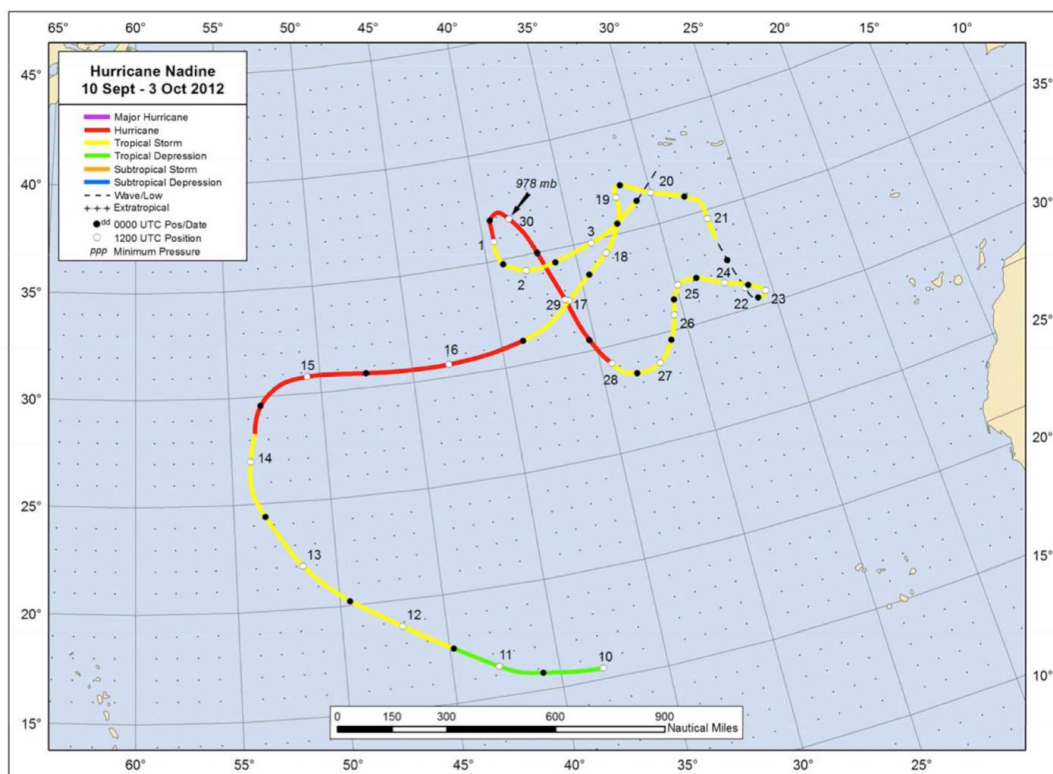 65° 60° 55° 50° 45° 40° 35° 30° 25° 20° 15° 10°
Hurricane Nadine
10 Sept - 3 Oct 2012
Major Hurricane
Hurricane
Tropical Storm
Tropical Depression
Subtropical Storm
Subtropical Depression
Wave/Low
Extratropical
dd 0000 UTC Pos/Date
1200 UTC Position
PPP Minimum Pressure
45°
35°
40°
978 mb
20
30°
19
30
21
3
1
18
35°
2
24
25
22
23
25°
29
17
26
16
15
28
27
30°
20°
14
25°
15°
13
20°
12
11
10
10°
15°
0 150 300 600 900
Nautical Miles
60° 55° 50° 45° 40° 35° 30° 25°